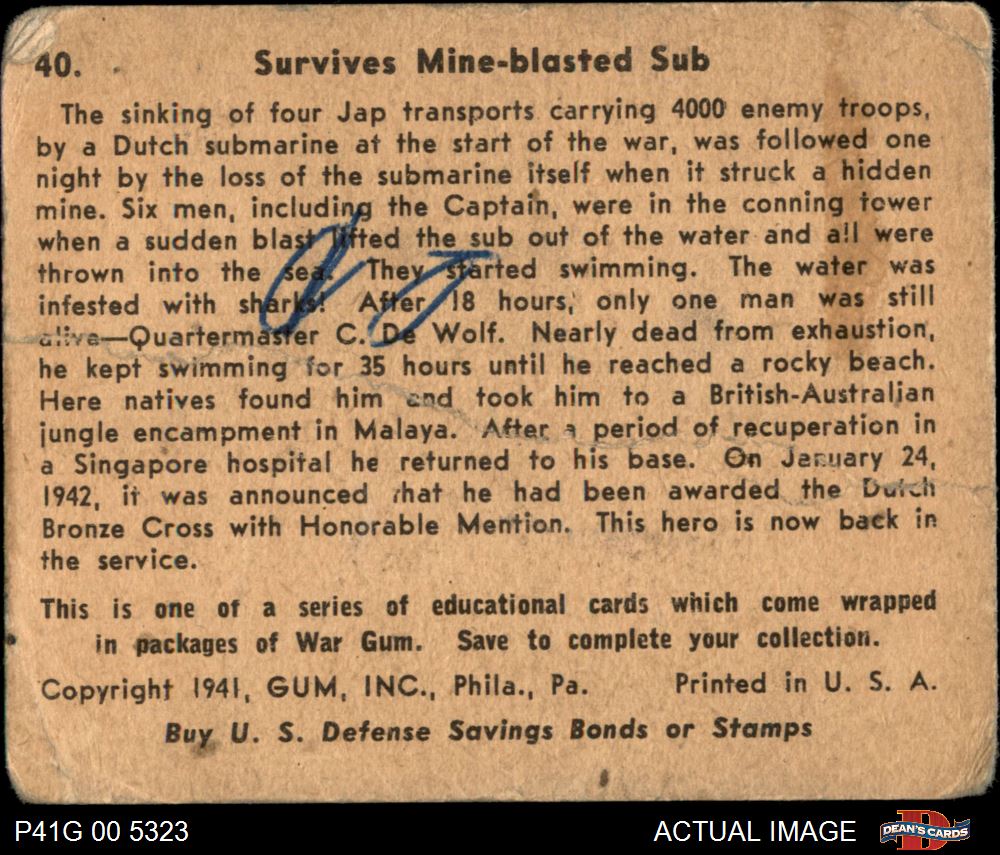 40. Survives Mine-blasted Sub
The sinking of four Jap transports carrying 4000 enemy troops,
by a Dutch submarine at the start of the war, was followed one
night by the loss of the submarine itself when it struck a hidden
mine. Six men, including the Captain, were in the conning tower
when a sudden blast lifted the sub out of the water and all were
thrown into the sea. They started swimming. The water was
infested with sharks! After 18 hours, only one man was still
alive—Quartermaster C. De Wolf. Nearly dead from exhaustion,
he kept swimming for 35 hours until he reached a rocky beach.
Here natives found him and took him to a British-Australian
jungle encampment in Malaya. After a period of recuperation in
a Singapore hospital he returned to his base. On January 24,
1942, it was announced that he had been awarded the Dutch
Bronze Cross with Honorable Mention. This hero is now back in
the service.
This is one of a series of educational cards which come wrapped
in packages of War Gum. Save to complete your collection.
Copyright 1941, GUM, INC., Phila., Pa. Printed in U. S. A.
Buy U. S. Defense Savings Bonds or Stamps
P41G 00 5323 ACTUAL IMAGE DEAN'S CARDS